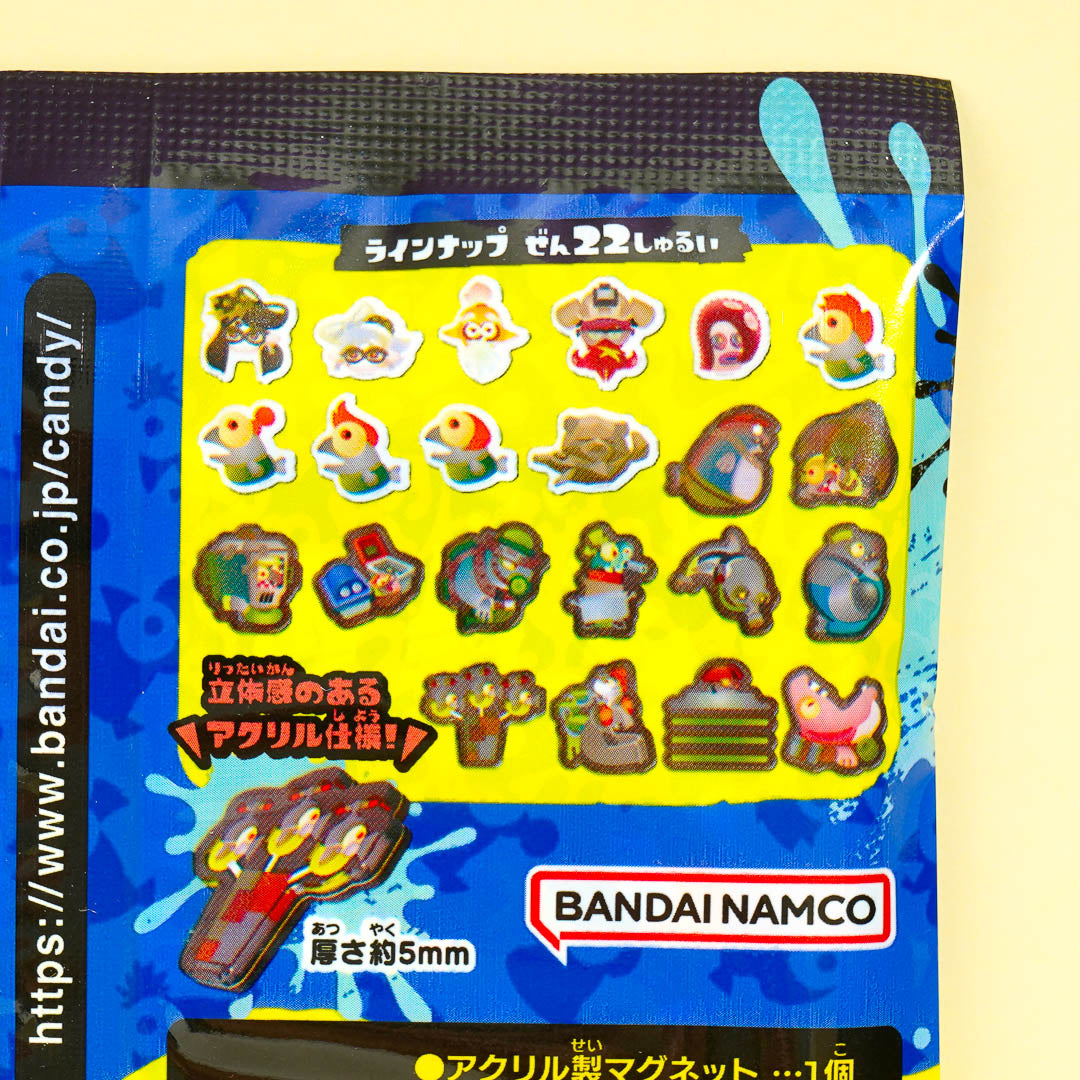 ラインナップ ぜん22しゅるい
https://www.bandai.co.jp/candy/
りったいかん
立体感のある
しよう
アクリル仕様!
あつ やく
厚さ約5mm
BANDAI NAMCO
せい こ
●アクリル製マグネット …1個